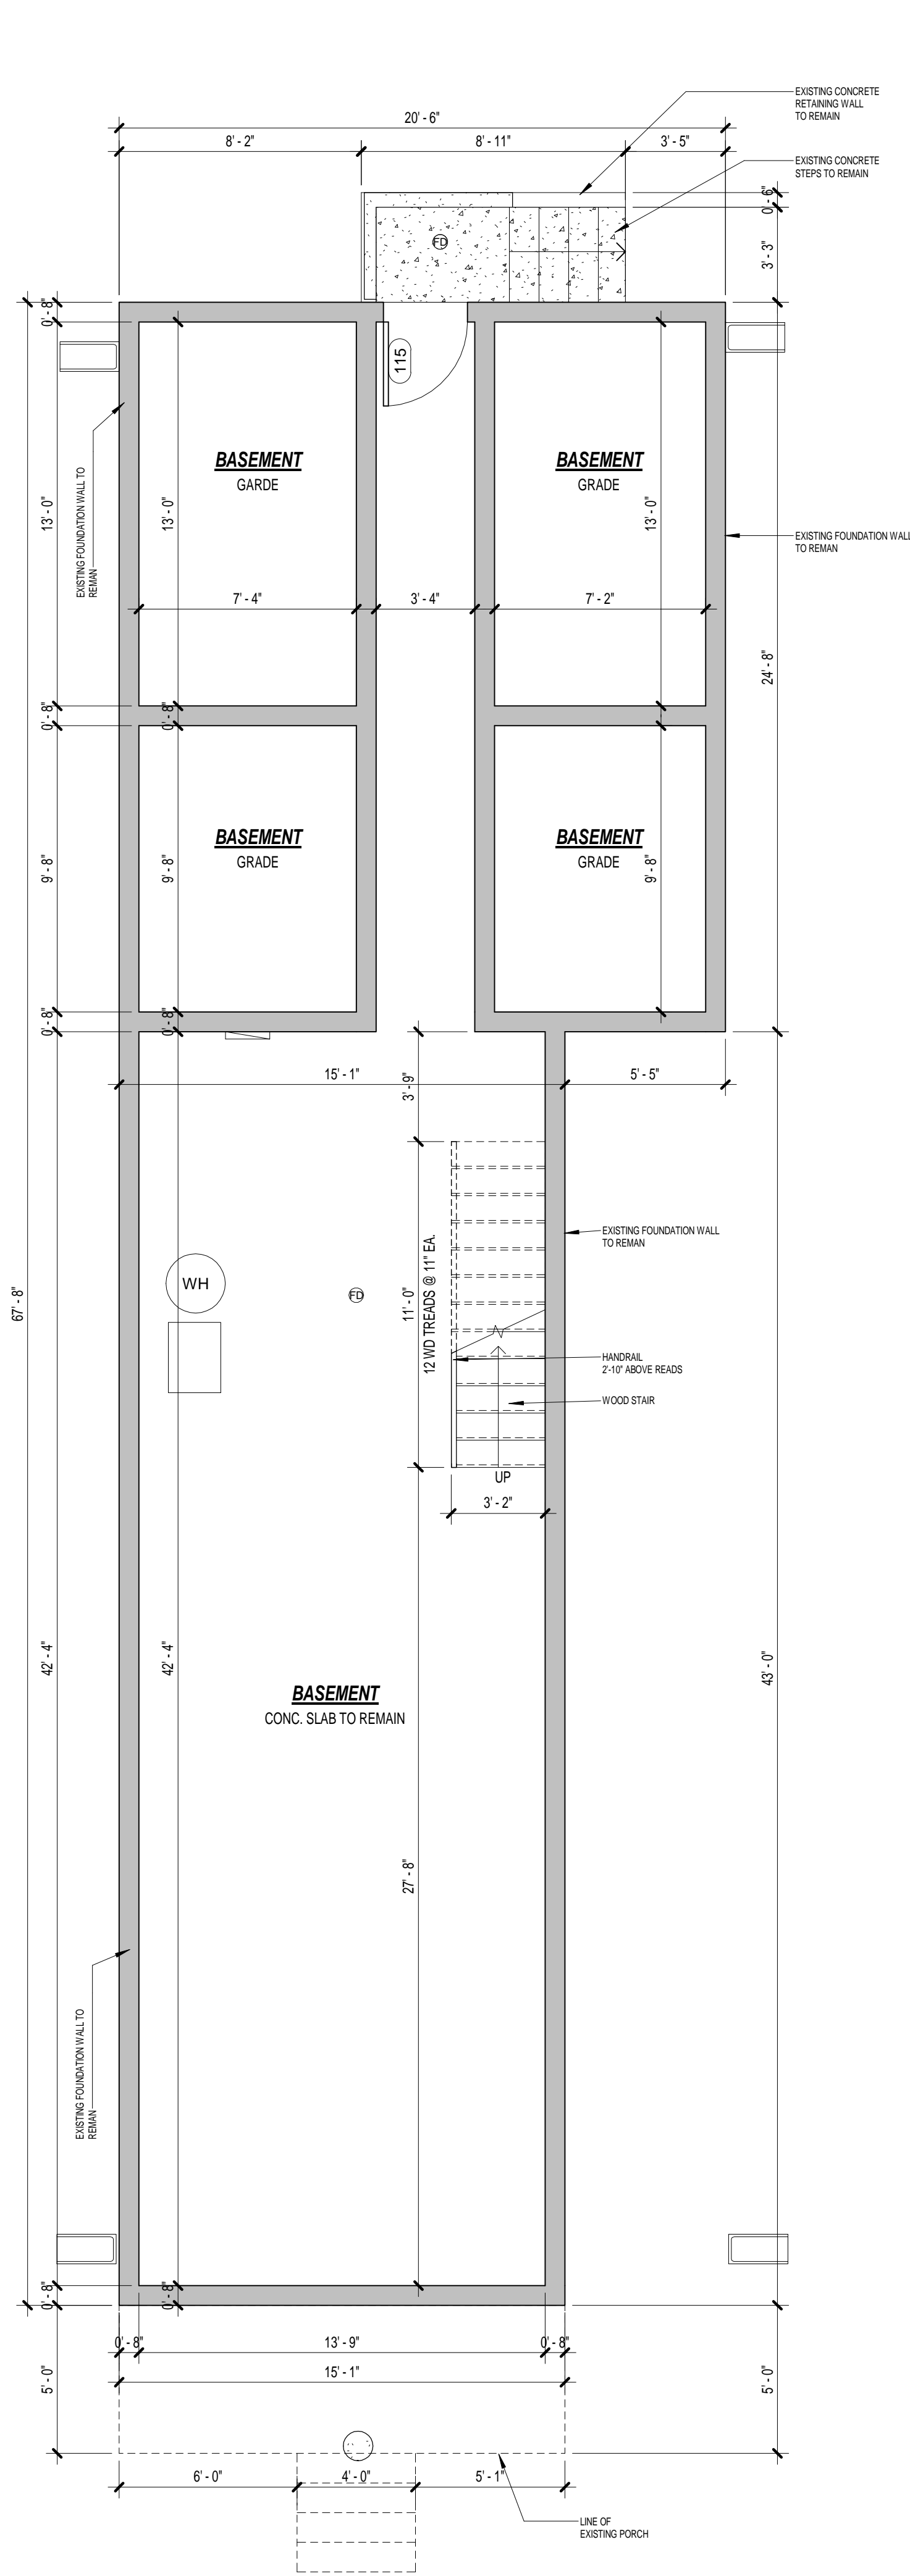 EXISTING CONCRETE
RETAINING WALL
TO REMAIN
20' - 6"
8' - 2"
8' - 11"
3' - 5"
EXISTING CONCRETE
STEPS TO REMAIN
0' - 6"
3' - 3"
FD
0' - 8"
115
BASEMENT
GARDE
BASEMENT
GRADE
EXISTING FOUNDATION WALL TO
REMAN
13' - 0"
13' - 0"
13' - 0"
EXISTING FOUNDATION WALL
TO REMAN
7' - 4"
3' - 4"
7' - 2"
24' - 8"
0' - 8"
0' - 8"
BASEMENT
GRADE
BASEMENT
GRADE
9' - 8"
9' - 8"
9' - 8"
0' - 8"
0' - 8"
15' - 1"
5' - 5"
3' - 9"
EXISTING FOUNDATION WALL
TO REMAN
WH
FD
67' - 8"
11' - 0"
12 WD TREADS @ 11" EA.
HANDRAIL
2'-10" ABOVE READS
WOOD STAIR
UP
3' - 2"
42' - 4"
42' - 4"
43' - 0"
BASEMENT
CONC. SLAB TO REMAIN
27' - 8"
EXISTING FOUNDATION WALL TO
REMAN
0' - 8"
0' - 8"
0' - 8"
13' - 9"
0' - 8"
15' - 1"
5' - 0"
5' - 0"
6' - 0"
4' - 0"
5' - 1"
LINE OF
EXISTING PORCH